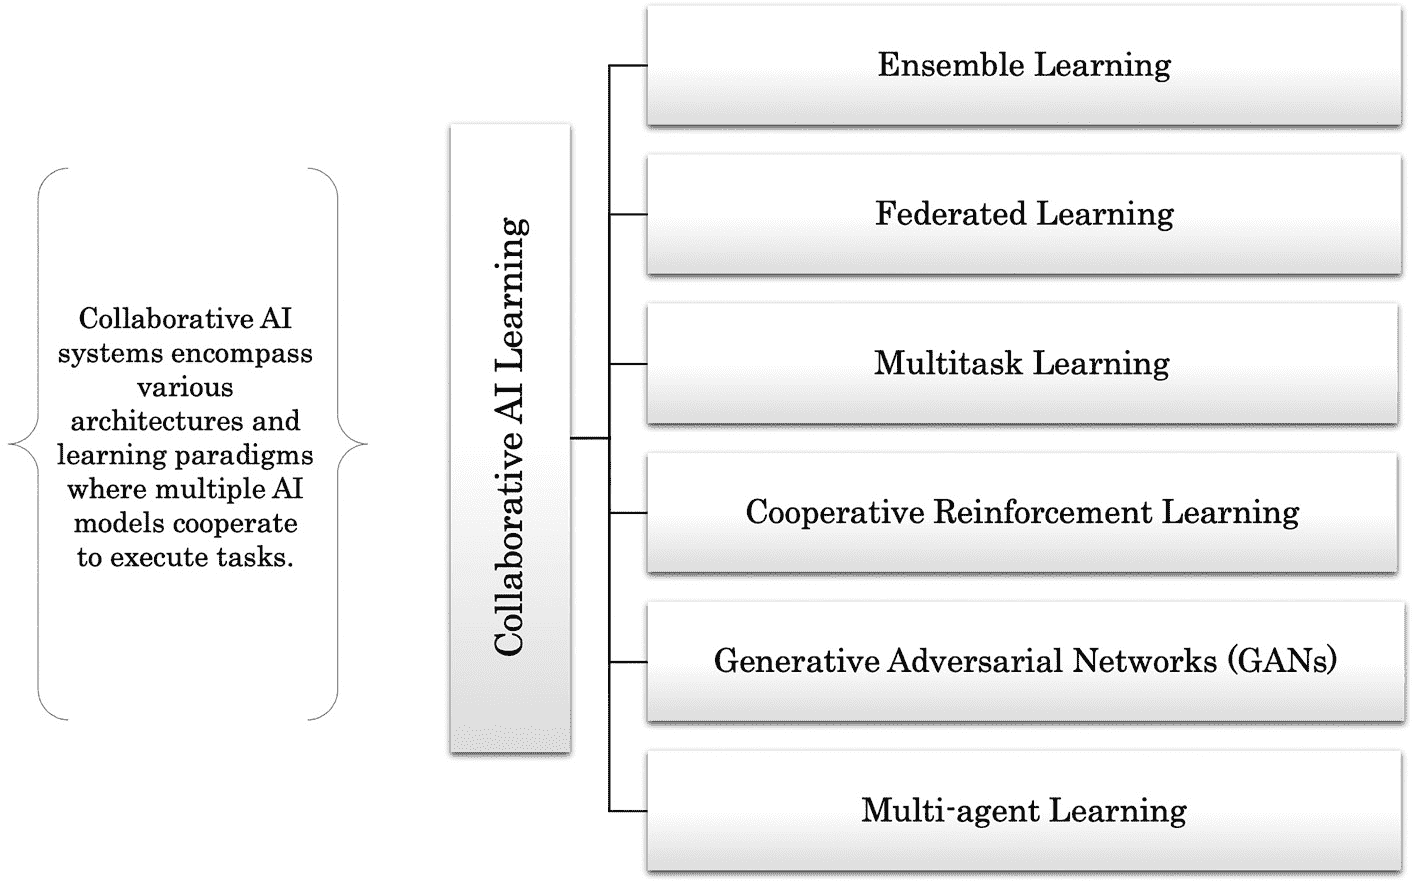 Collaborative AI
systems encompass
various
architectures and
learning paradigms
where multiple AI
models cooperate
to execute tasks.
Collaborative AI Learning
Ensemble Learning
Federated Learning
Multitask Learning
Cooperative Reinforcement Learning
Generative Adversarial Networks (GANs)
Multi-agent Learning